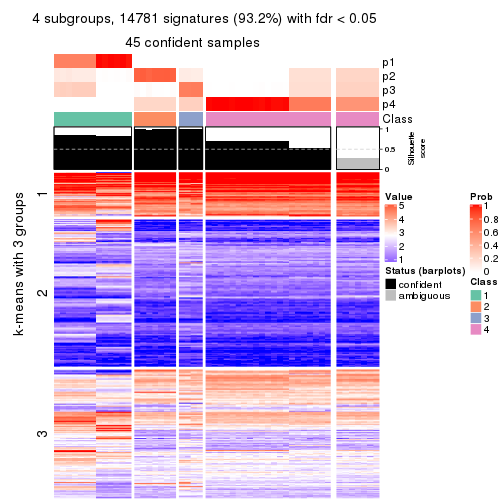 4 subgroups, 14781 signatures (93.2%) with fdr < 0.05
45 confident samples
p1
p2
p3
p4
Class
1
0.5
0
Silhouette
score
k-means with 3 groups
1
2
3
Value
5
4
3
2
1
Status (barplots)
confident
ambiguous
Prob
1
0.8
0.6
0.4
0.2
0
Class
1
2
3
4